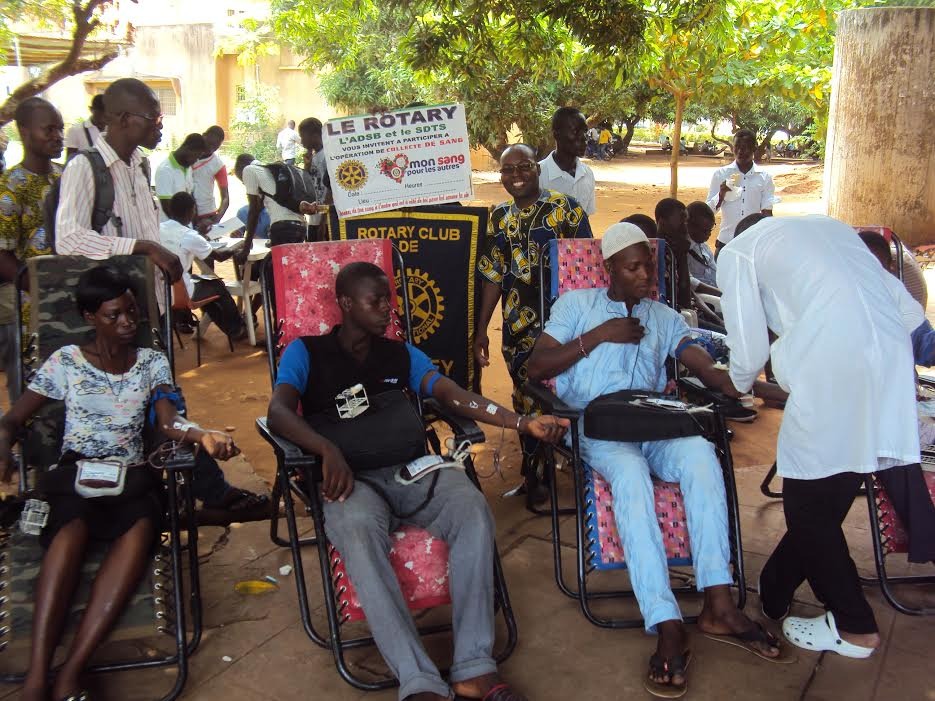 LE ROTARY
L'ADSB et le SDTS
VOUS INVITENT A PARTICIPER A
L'OPÉRATION DE COLLECTE DE SANG
mon sang
pour les autres
Date :
Heures :
Lieu :
ROTARY CLUB
DE